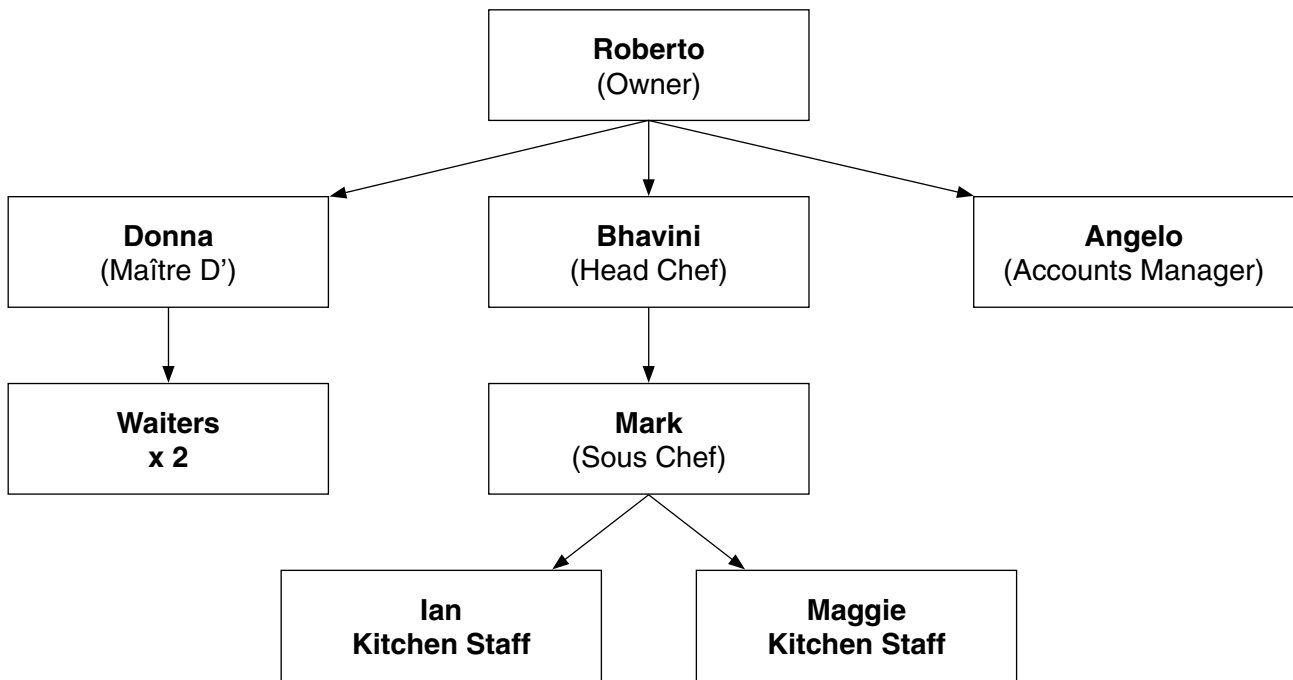 Roberto
(Owner)
Donna
(Maître D’)
Bhavini
(Head Chef)
Angelo
(Accounts Manager)
Waiters
x 2
Mark
(Sous Chef)
Ian
Kitchen Staff
Maggie
Kitchen Staff